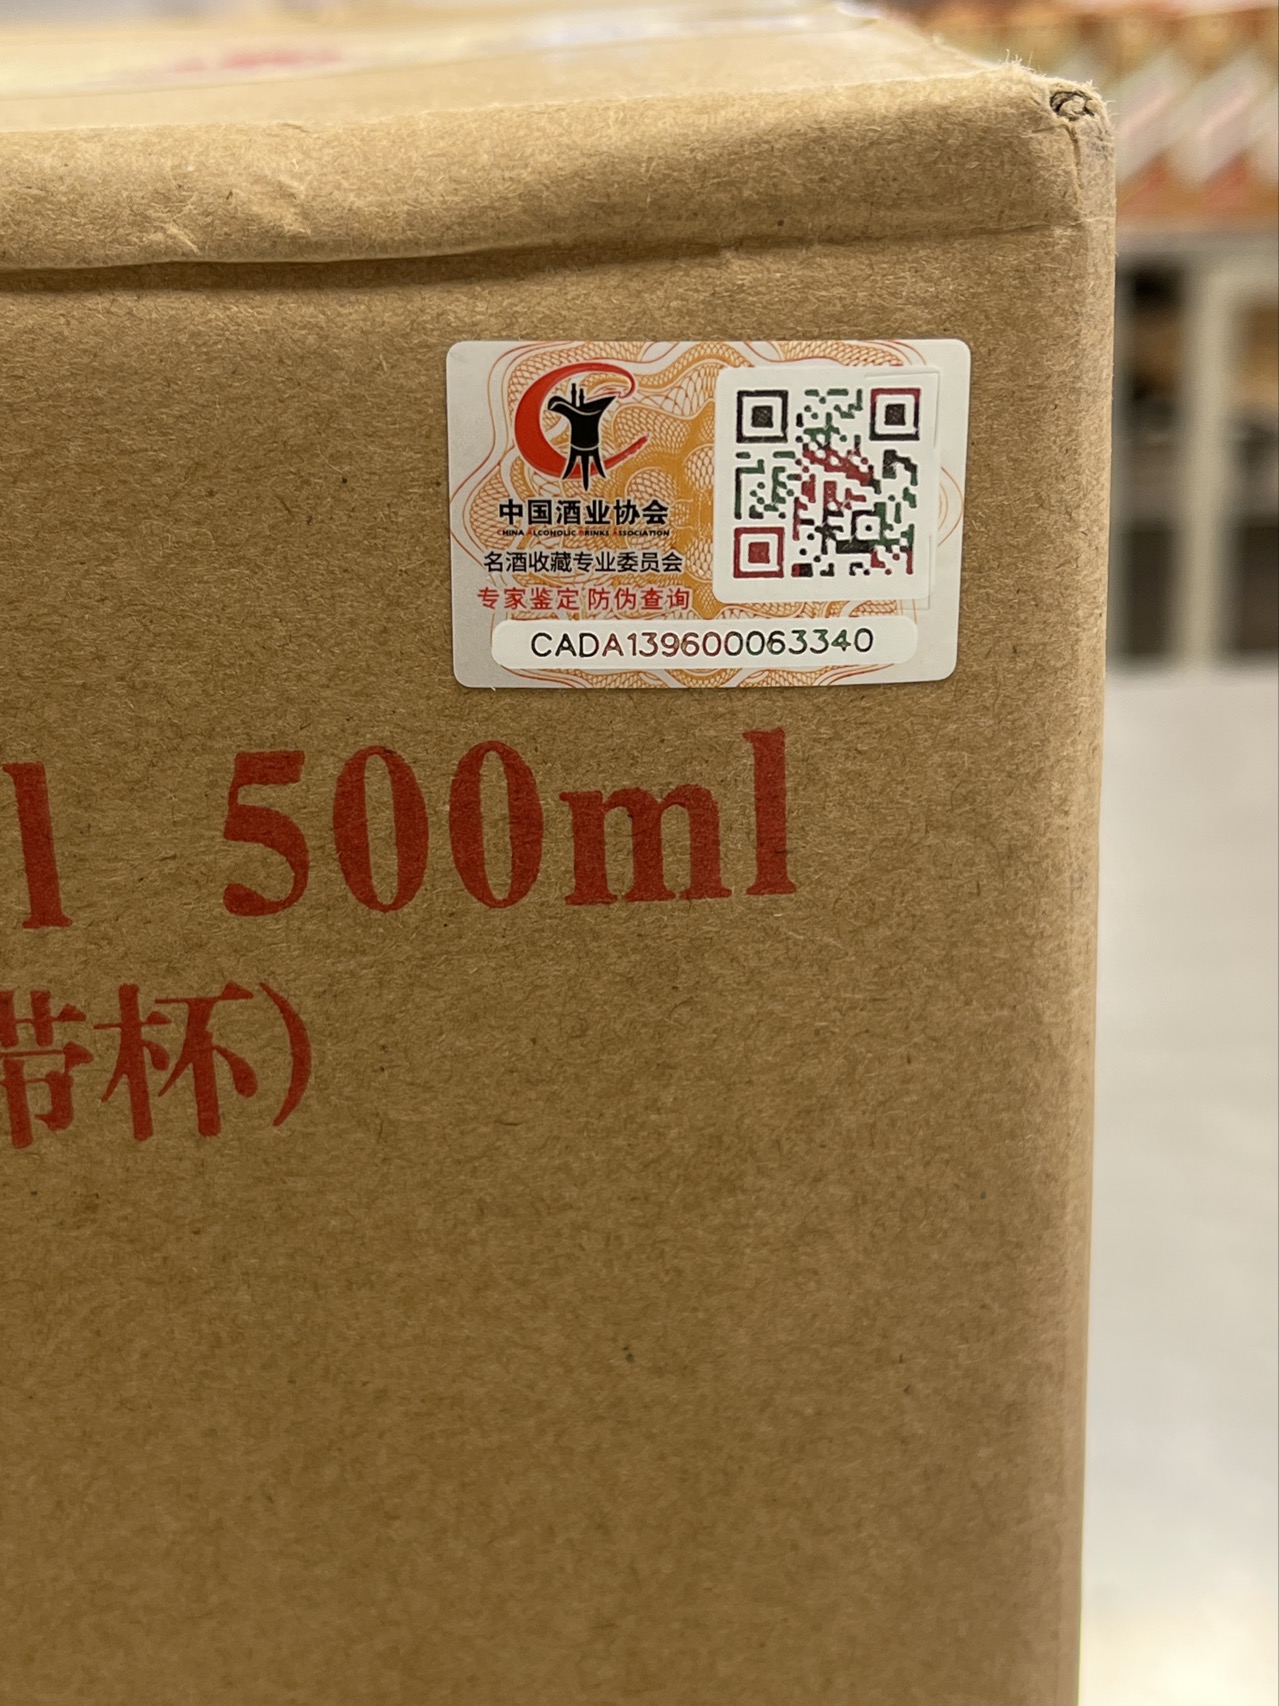 中国酒业协会
CHINA ALCOHOLIC DRINKS ASSOCIATION
名酒收藏专业委员会
专家鉴定 防伪查询
CADA139600063340
l 500ml
带杯)